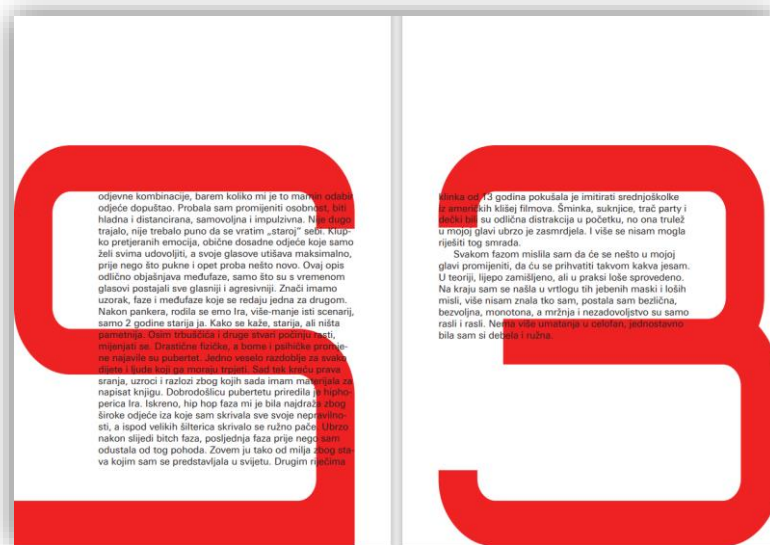 odjevne kombinacije, barem koliko mi je to mamin odabir
odjeće dopuštao. Probala sam promijeniti osobnost, biti
hladna i distancirana, samovoljna i impulzivna. Nije dugo
trajalo, nije trebalo puno da se vratim „staroj” sebi. Klup-
ko pretjeranih emocija, obične dosadne odjeće koje samo
želi svima udovoljiti, a svoje glasove utišava maksimalno,
prije nego što pukne i opet proba nešto novo. Ovaj opis
odlično objašnjava međufaze, samo što su s vremenom
glasovi postajali sve glasniji i agresivniji. Znači imamo
uzorak, faze i međufaze koje se redaju jedna za drugom.
Nakon pankera, rodila se emo Ira, više-manje isti scenarij,
samo 2 godine starija ja. Kako se kaže, starija, ali ništa
pametnija. Osim trbuščića i druge stvari počinju rasti,
mijenjati se. Drastične fizičke, a bome i psihičke promje-
ne najavile su pubertet. Jedno veselo razdoblje za svako
dijete i ljude koji ga moraju trpjeti. Sad tek kreću prava
sranja, uzroci i razlozi zbog kojih sada imam materijala za
napisat knjigu. Dobrodošlicu pubertetu priredila je hipho-
perica Ira. Iskreno, hip hop faza mi je bila najdraža zbog
široke odjeće iza koje sam skrivala sve svoje nepravilno-
sti, a ispod velikih šilterica skrivalo se ružno pače. Ubrzo
nakon slijedi bitch faza, posljednja faza prije nego sam
odustala od tog pohoda. Zovem ju tako od milja zbog sta-
va kojim sam se predstavljala u svijetu. Drugim riječima
klinka od 13 godina pokušala je imitirati srednjoškolke
iz američkih klišej filmova. Šminka, suknjice, trač party i
dečki bili su odlična distrakcija u početku, no ona trulež
u mojoj glavi ubrzo je zasmrdjela. I više se nisam mogla
riješiti tog smrada.
Svakom fazom mislila sam da će se nešto u mojoj
glavi promijeniti, da ću se prihvatiti takvom kakva jesam.
U teoriji, lijepo zamišljeno, ali u praksi loše sprovedeno.
Na kraju sam se našla u vrtlogu tih jebenih maski i loših
misli, više nisam znala tko sam, postala sam bezlična,
bezvoljna, monotona, a mržnja i nezadovoljstvo su samo
rasli i rasli. Nema više umatanja u celofan, jednostavno
bila sam si debela i ružna.